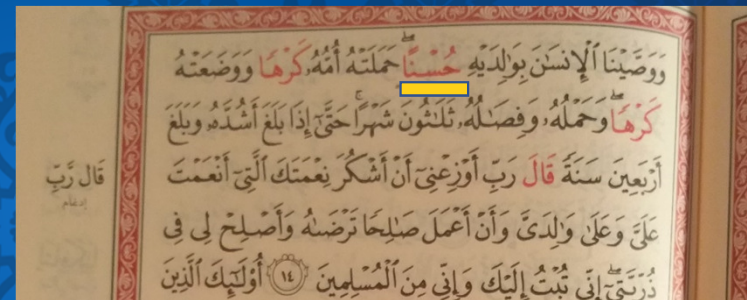 وَوَصَّيْنَا ٱلْإِنسَٰنَ بِوَٰلِدَيْهِ حُسْنًاۖ حَمَلَتْهُ أُمُّهُۥ كَرْهًا وَوَضَعَتْهُ
كَرْهًاۖ وَحَمْلُهُۥ وَفِصَٰلُهُۥ ثَلَٰثُونَ شَهْرًاۚ حَتَّىٰٓ إِذَا بَلَغَ أَشُدَّهُۥ وَبَلَغَ
أَرْبَعِينَ سَنَةً قَالَ رَبِّ أَوْزِعْنِىٓ أَنْ أَشْكُرَ نِعْمَتَكَ ٱلَّتِىٓ أَنْعَمْتَ
عَلَىَّ وَعَلَىٰ وَٰلِدَىَّ وَأَنْ أَعْمَلَ صَٰلِحًا تَرْضَىٰهُ وَأَصْلِحْ لِى فِى
ذُرِّيَّتِىٓۖ إِنِّى تُبْتُ إِلَيْكَ وَإِنِّى مِنَ ٱلْمُسْلِمِينَ ١٤ أُو۟لَٰٓئِكَ ٱلَّذِينَ
قَال رَّبِّ
إدغام